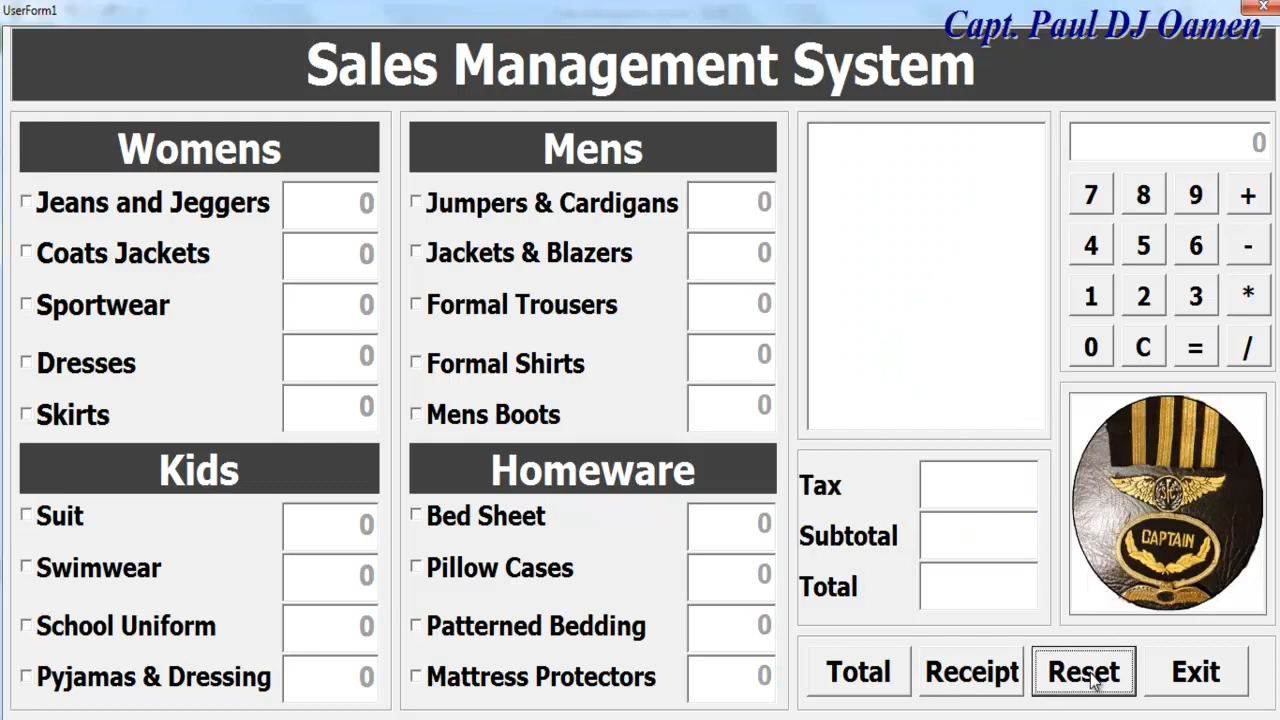 UserForm1
Capt. Paul DJ Oamen
Sales Management System
Womens
Jeans and Jeggers 0
Coats Jackets 0
Sportwear 0
Dresses 0
Skirts 0
Mens
Jumpers & Cardigans 0
Jackets & Blazers 0
Formal Trousers 0
Formal Shirts 0
Mens Boots 0
Kids
Suit 0
Swimwear 0
School Uniform 0
Pyjamas & Dressing 0
Homeware
Bed Sheet 0
Pillow Cases 0
Patterned Bedding 0
Mattress Protectors 0
Tax
Subtotal
Total
Total Receipt Reset Exit
0
7 8 9 +
4 5 6 -
1 2 3 *
0 C = /
CAPTAIN